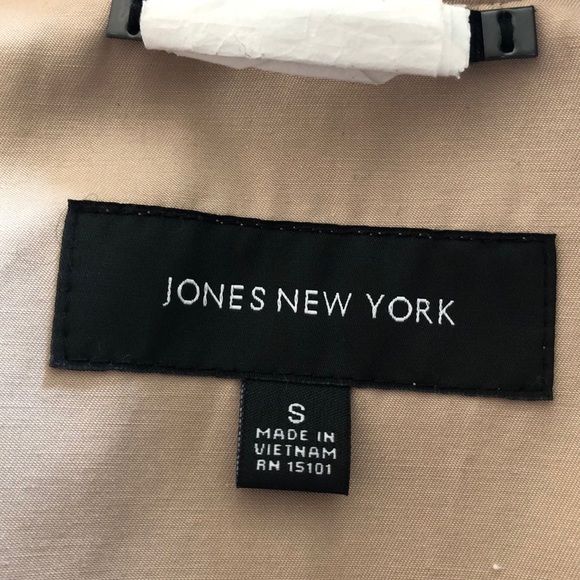 JONES NEW YORK
S
MADE IN
VIETNAM
RN 15101